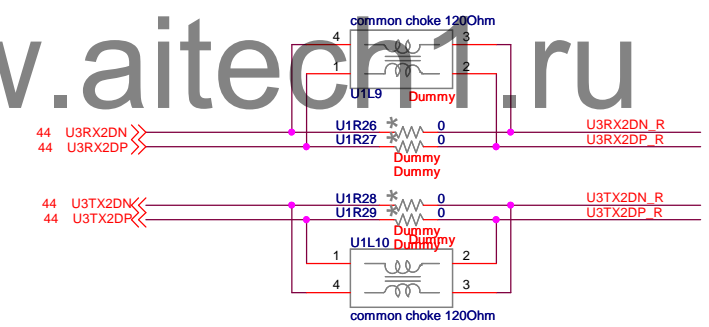 common choke 120Ohm
4 3
1 2
U1L9 Dummy
w.aitech1.ru
44 U3RX2DN U1R26 * 0 U3RX2DN_R
44 U3RX2DP U1R27 0 U3RX2DP_R
Dummy
Dummy
44 U3TX2DN U1R28 * 0 U3TX2DN_R
44 U3TX2DP U1R29 0 U3TX2DP_R
Dummy
U1L10 Dummy Dummy
1 2
4 3
common choke 120Ohm